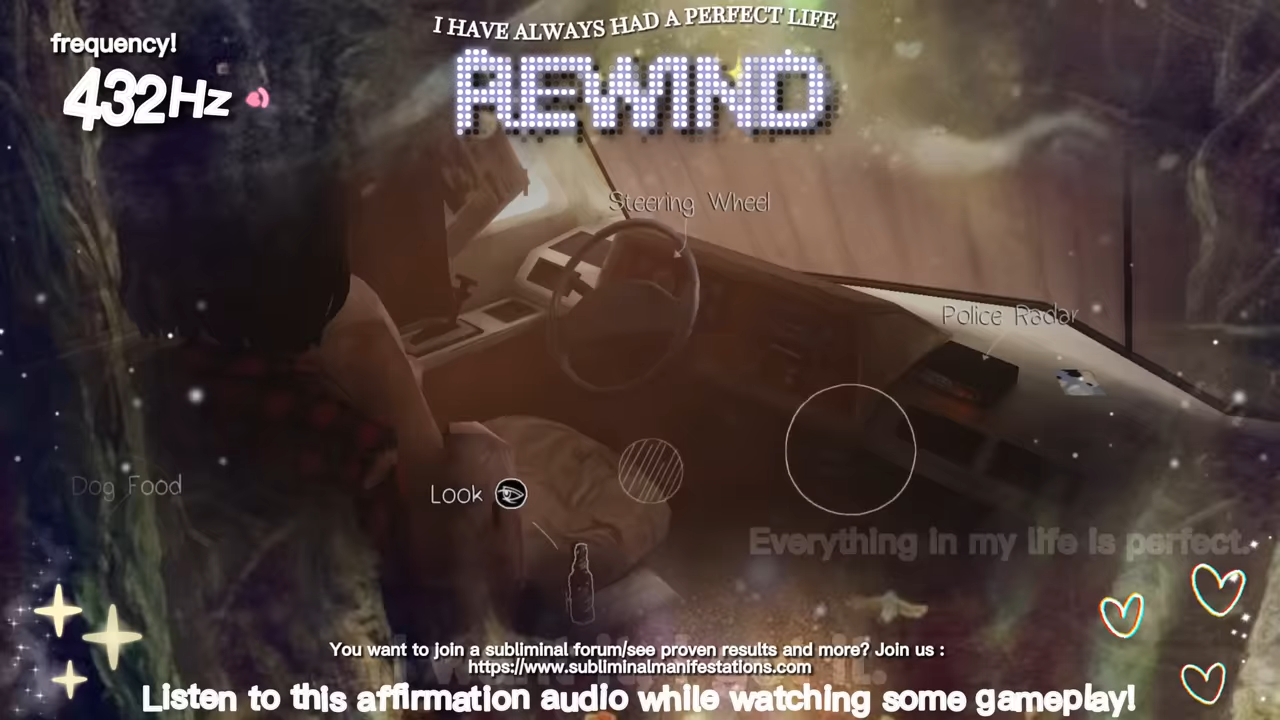 I HAVE ALWAYS HAD A PERFECT LIFE
frequency!
REWIND
432Hz
Steering Wheel
Police Radar
Dog Food
Look
Everything in my life is perfect.
You want to join a subliminal forum/see proven results and more? Join us :
https://www.subliminalmanifestations.com
Listen to this affirmation audio while watching some gameplay!